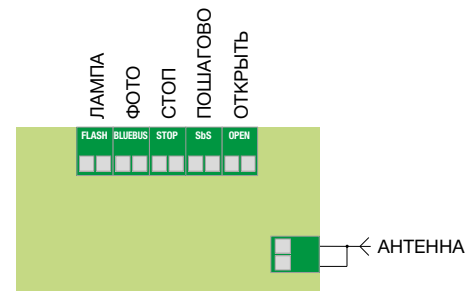 ЛАМПА
ФОТО
СТОП
ПОШАГОВО
ОТКРЫТЬ
FLASH BLUEBUS STOP SbS OPEN
АНТЕННА